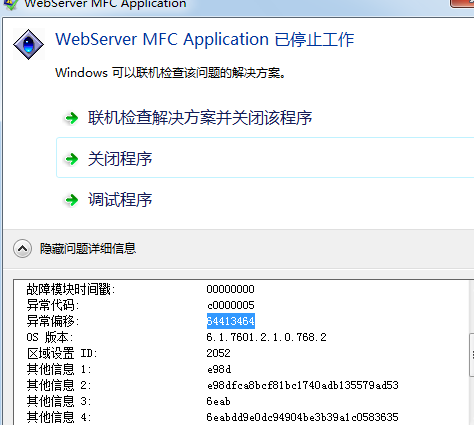 WebServer MFC Application
WebServer MFC Application 已停止工作
Windows 可以联机检查该问题的解决方案。
联机检查解决方案并关闭该程序
关闭程序
调试程序
隐藏问题详细信息
故障模块时间戳: 00000000
异常代码: c0000005
异常偏移: 64413464
OS 版本: 6.1.7601.2.1.0.768.2
区域设置 ID: 2052
其他信息 1: e98d
其他信息 2: e98dfca8bcf81bc1740adb135579ad53
其他信息 3: 6eab
其他信息 4: 6eabdd9e0dc94904be3b39a1c0583635